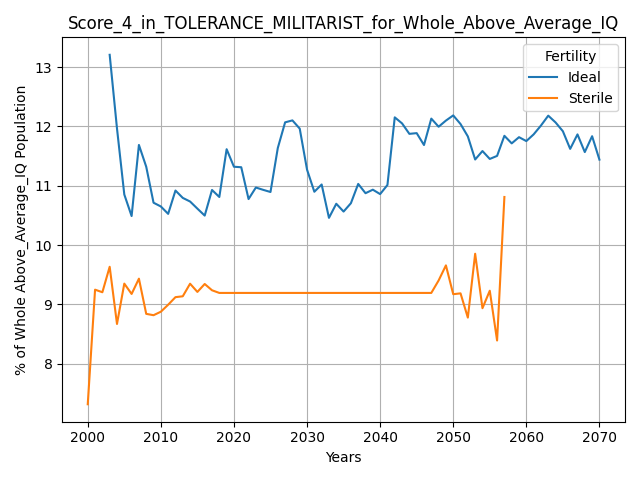 Score_4_in_TOLERANCE_MILITARIST_for_Whole_Above_Average_IQ
Fertility
Ideal
Sterile
% of Whole Above_Average_IQ Population
13
12
11
10
9
8
2000 2010 2020 2030 2040 2050 2060 2070
Years